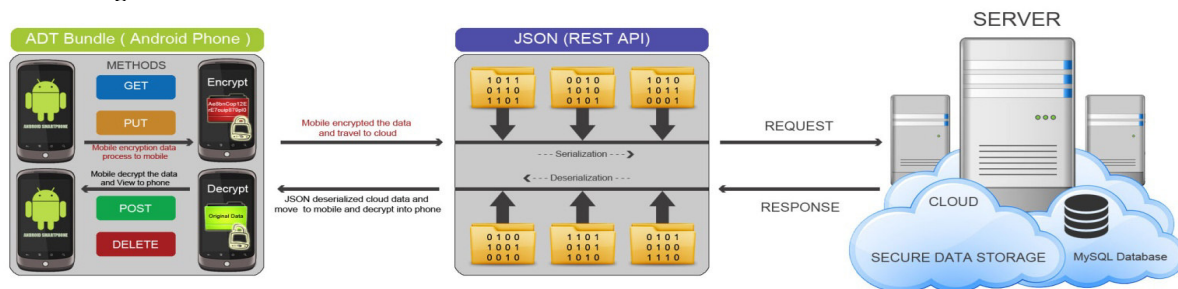 SERVER
ADT Bundle ( Android Phone )
JSON (REST API)
METHODS
GET
PUT
Mobile encryption data
process to mobile
Encrypt
ANDROID SMARTPHONE
Mobile encrypted the data
and travel to cloud
1 0 1 1
0 1 1 0
1 1 0 1
0 0 1 0
1 0 1 0
0 1 0 1
1 0 1 0
1 0 1 1
0 0 0 1
- - - Serialization - - - >
REQUEST
Mobile decrypt the data
and View to phone
POST
DELETE
Decrypt
Original Data
ANDROID SMARTPHONE
JSON deserialized cloud data and
move to mobile and decrypt into phone
< - - - Deserialization - - -
0 1 0 0
1 0 0 1
0 0 1 0
1 1 0 1
0 1 0 1
1 0 1 0
0 1 0 1
0 1 0 0
1 1 1 0
RESPONSE
CLOUD
SECURE DATA STORAGE
MySQL Database